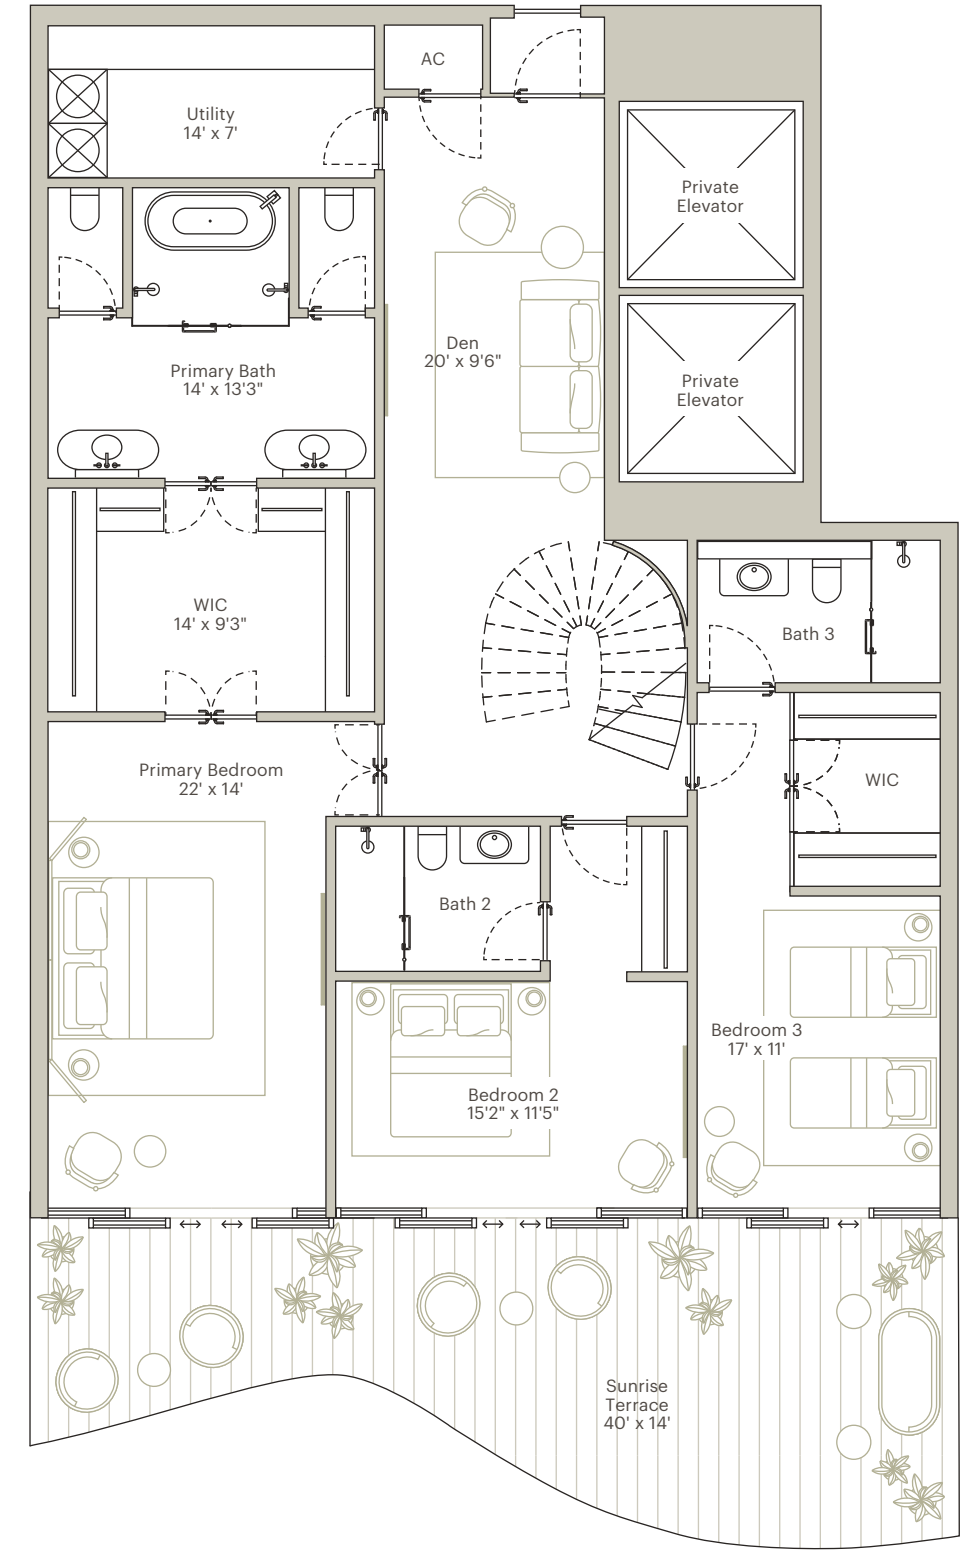 AC
Utility
14' x 7'
Private
Elevator
Den
20' x 9'6"
Primary Bath
14' x 13'3"
Private
Elevator
WIC
14' x 9'3"
Bath 3
Primary Bedroom
22' x 14'
WIC
Bath 2
Bedroom 3
17' x 11'
Bedroom 2
15'2" x 11'5"
Sunrise
Terrace
40' x 14'